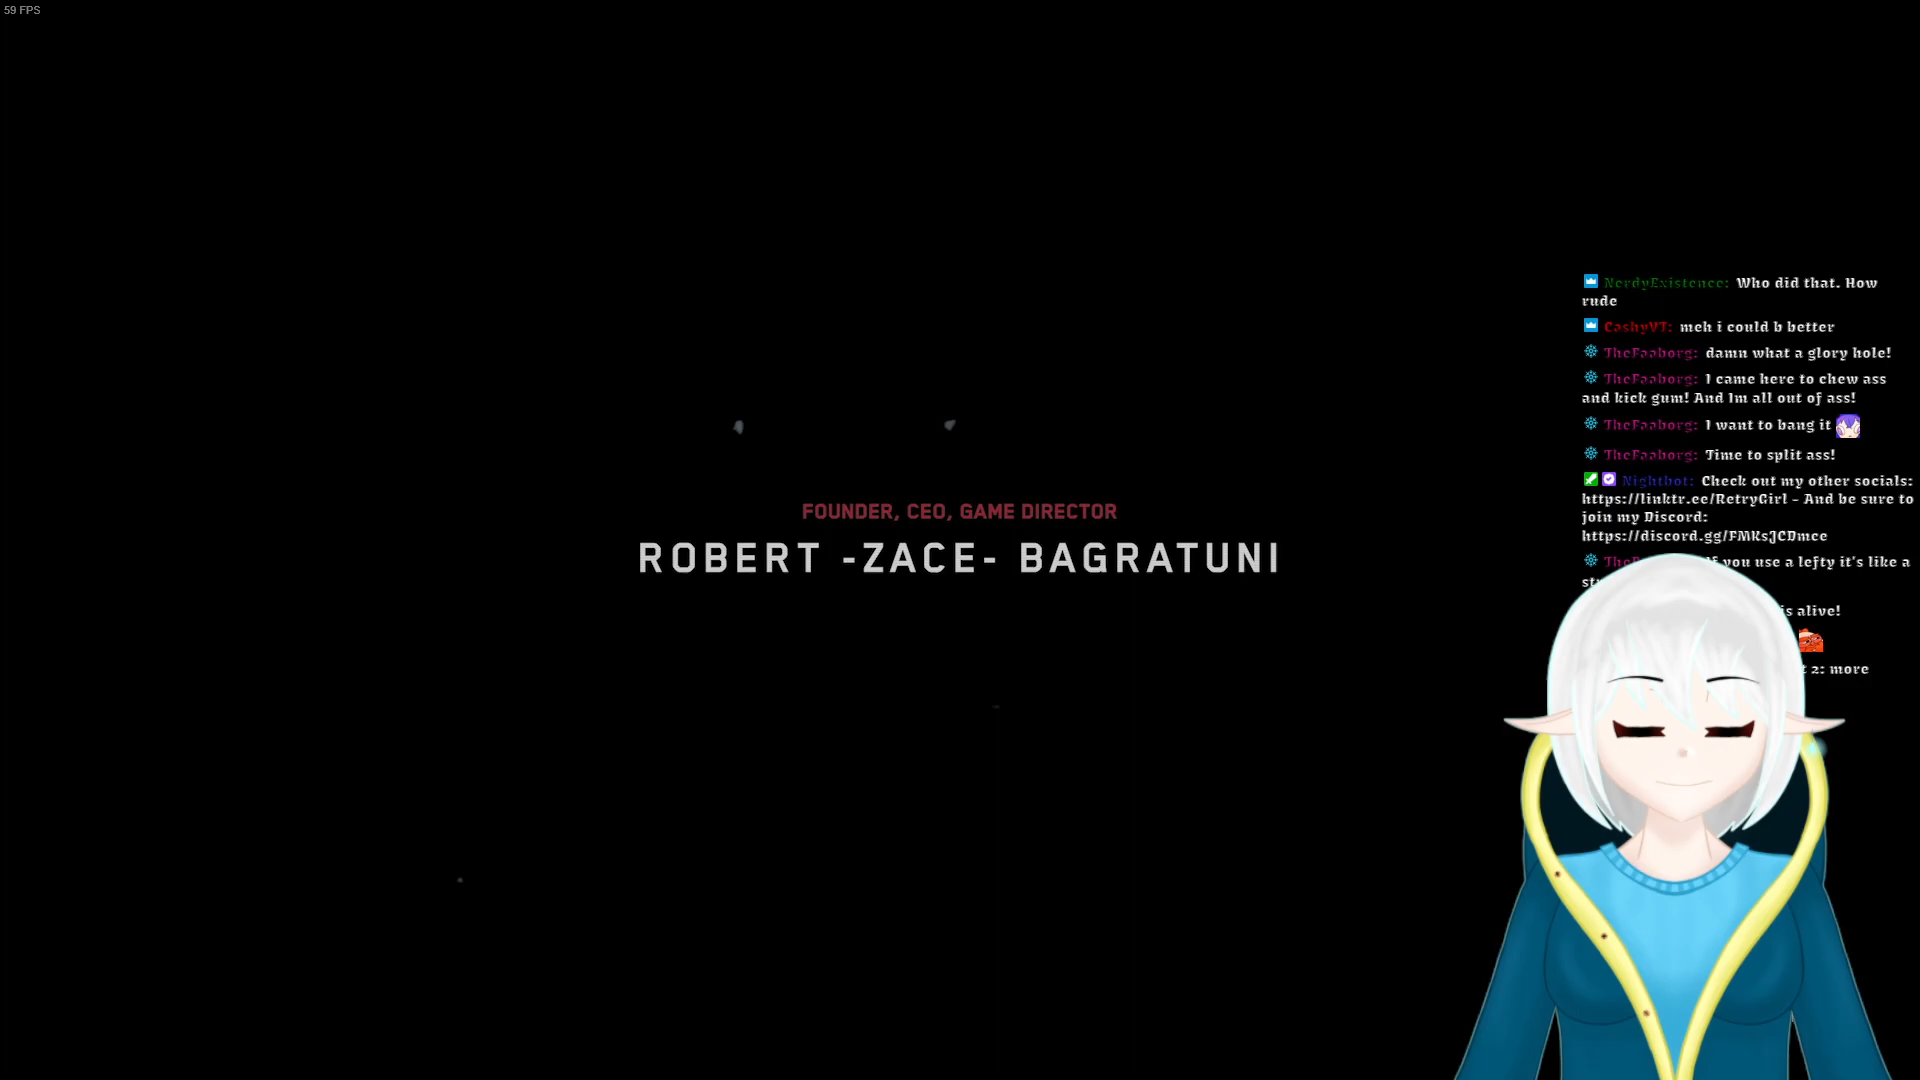 59 FPS
FOUNDER, CEO, GAME DIRECTOR
ROBERT -ZACE- BAGRATUNI
NerdyExistence: Who did that. How
rude
CashyVT: meh i could b better
TheFaaborg: damn what a glory hole!
TheFaaborg: I came here to chew ass
and kick gum! And Im all out of ass!
TheFaaborg: I want to bang it
TheFaaborg: Time to split ass!
Nightbot: Check out my other socials:
https://linktr.ee/RetryGirl - And be sure to
join my Discord:
https://discord.gg/FMKsJCDmce
you use a lefty it's like a
is alive!
2: more